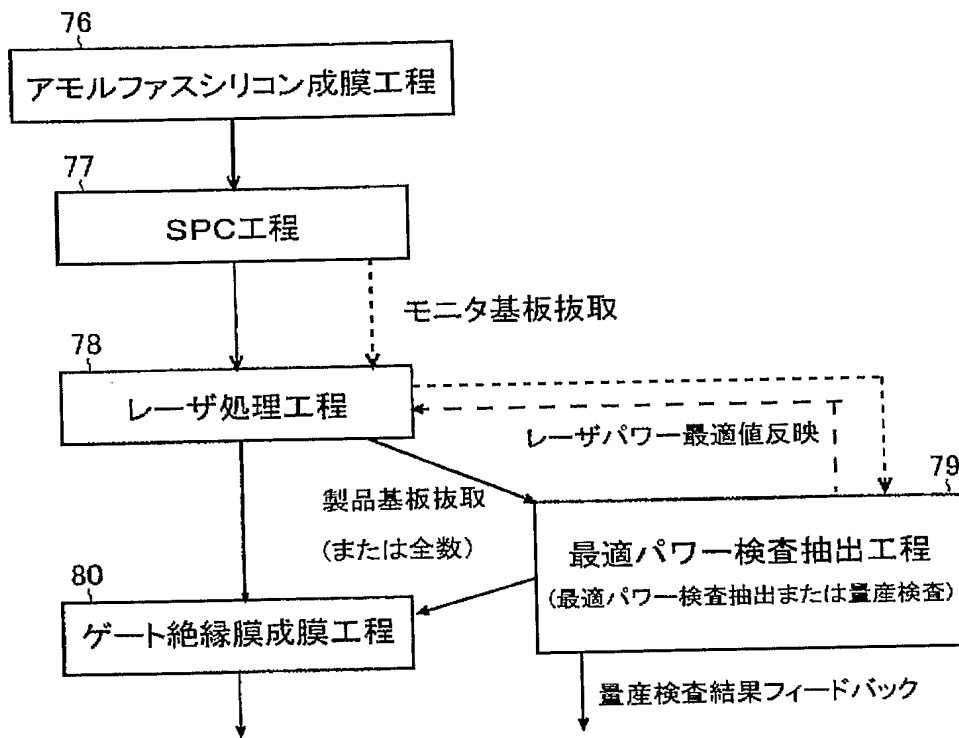 76
アモルファスシリコン成膜工程
77
SPC工程
モニタ基板抜取
78
レーザ処理工程
レーザパワー最適値反映
79
製品基板抜取
(または全数)
最適パワー検査抽出工程
(最適パワー検査抽出または量産検査)
80
ゲート絶縁膜成膜工程
量産検査結果フィードバック